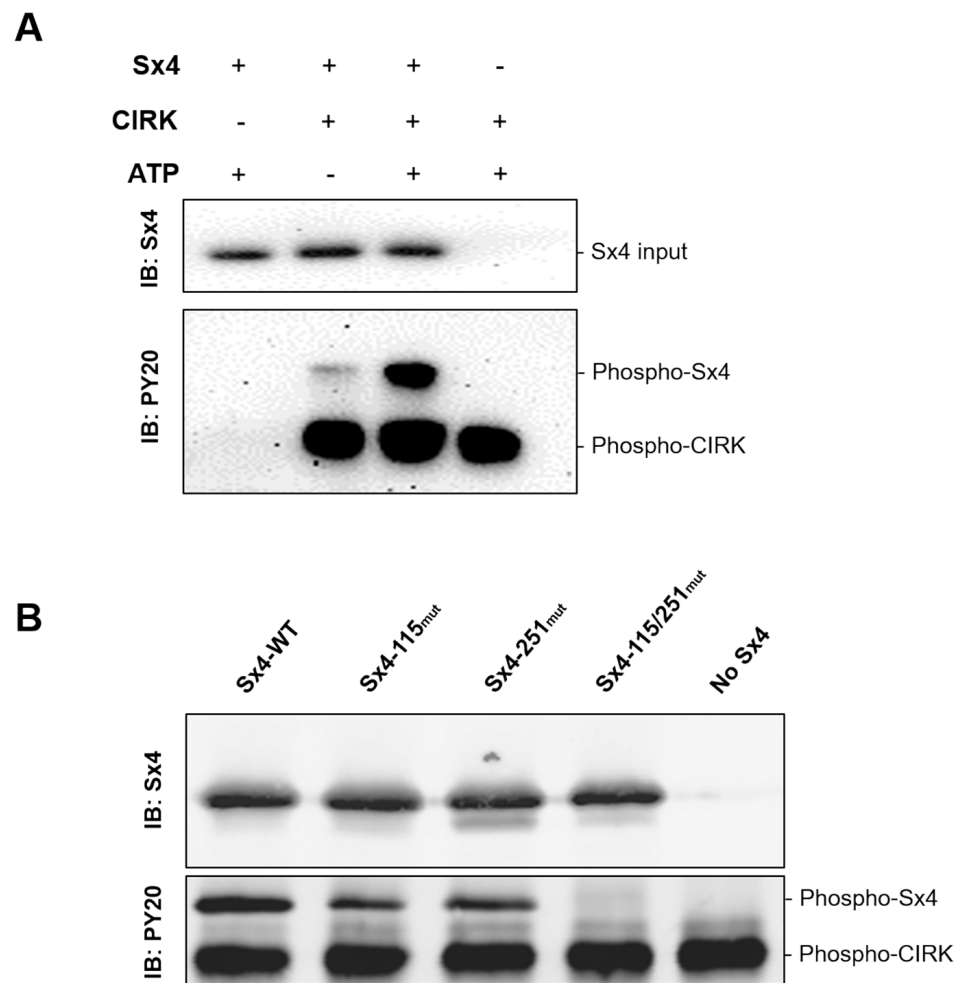 A
Sx4 + + + -
CIRK - + + +
ATP + - + +
IB: Sx4
Sx4 input
IB: PY20
Phospho-Sx4
Phospho-CIRK
B
Sx4-WT Sx4-115mut Sx4-251mut Sx4-115/251mut No Sx4
IB: Sx4
IB: PY20
Phospho-Sx4
Phospho-CIRK